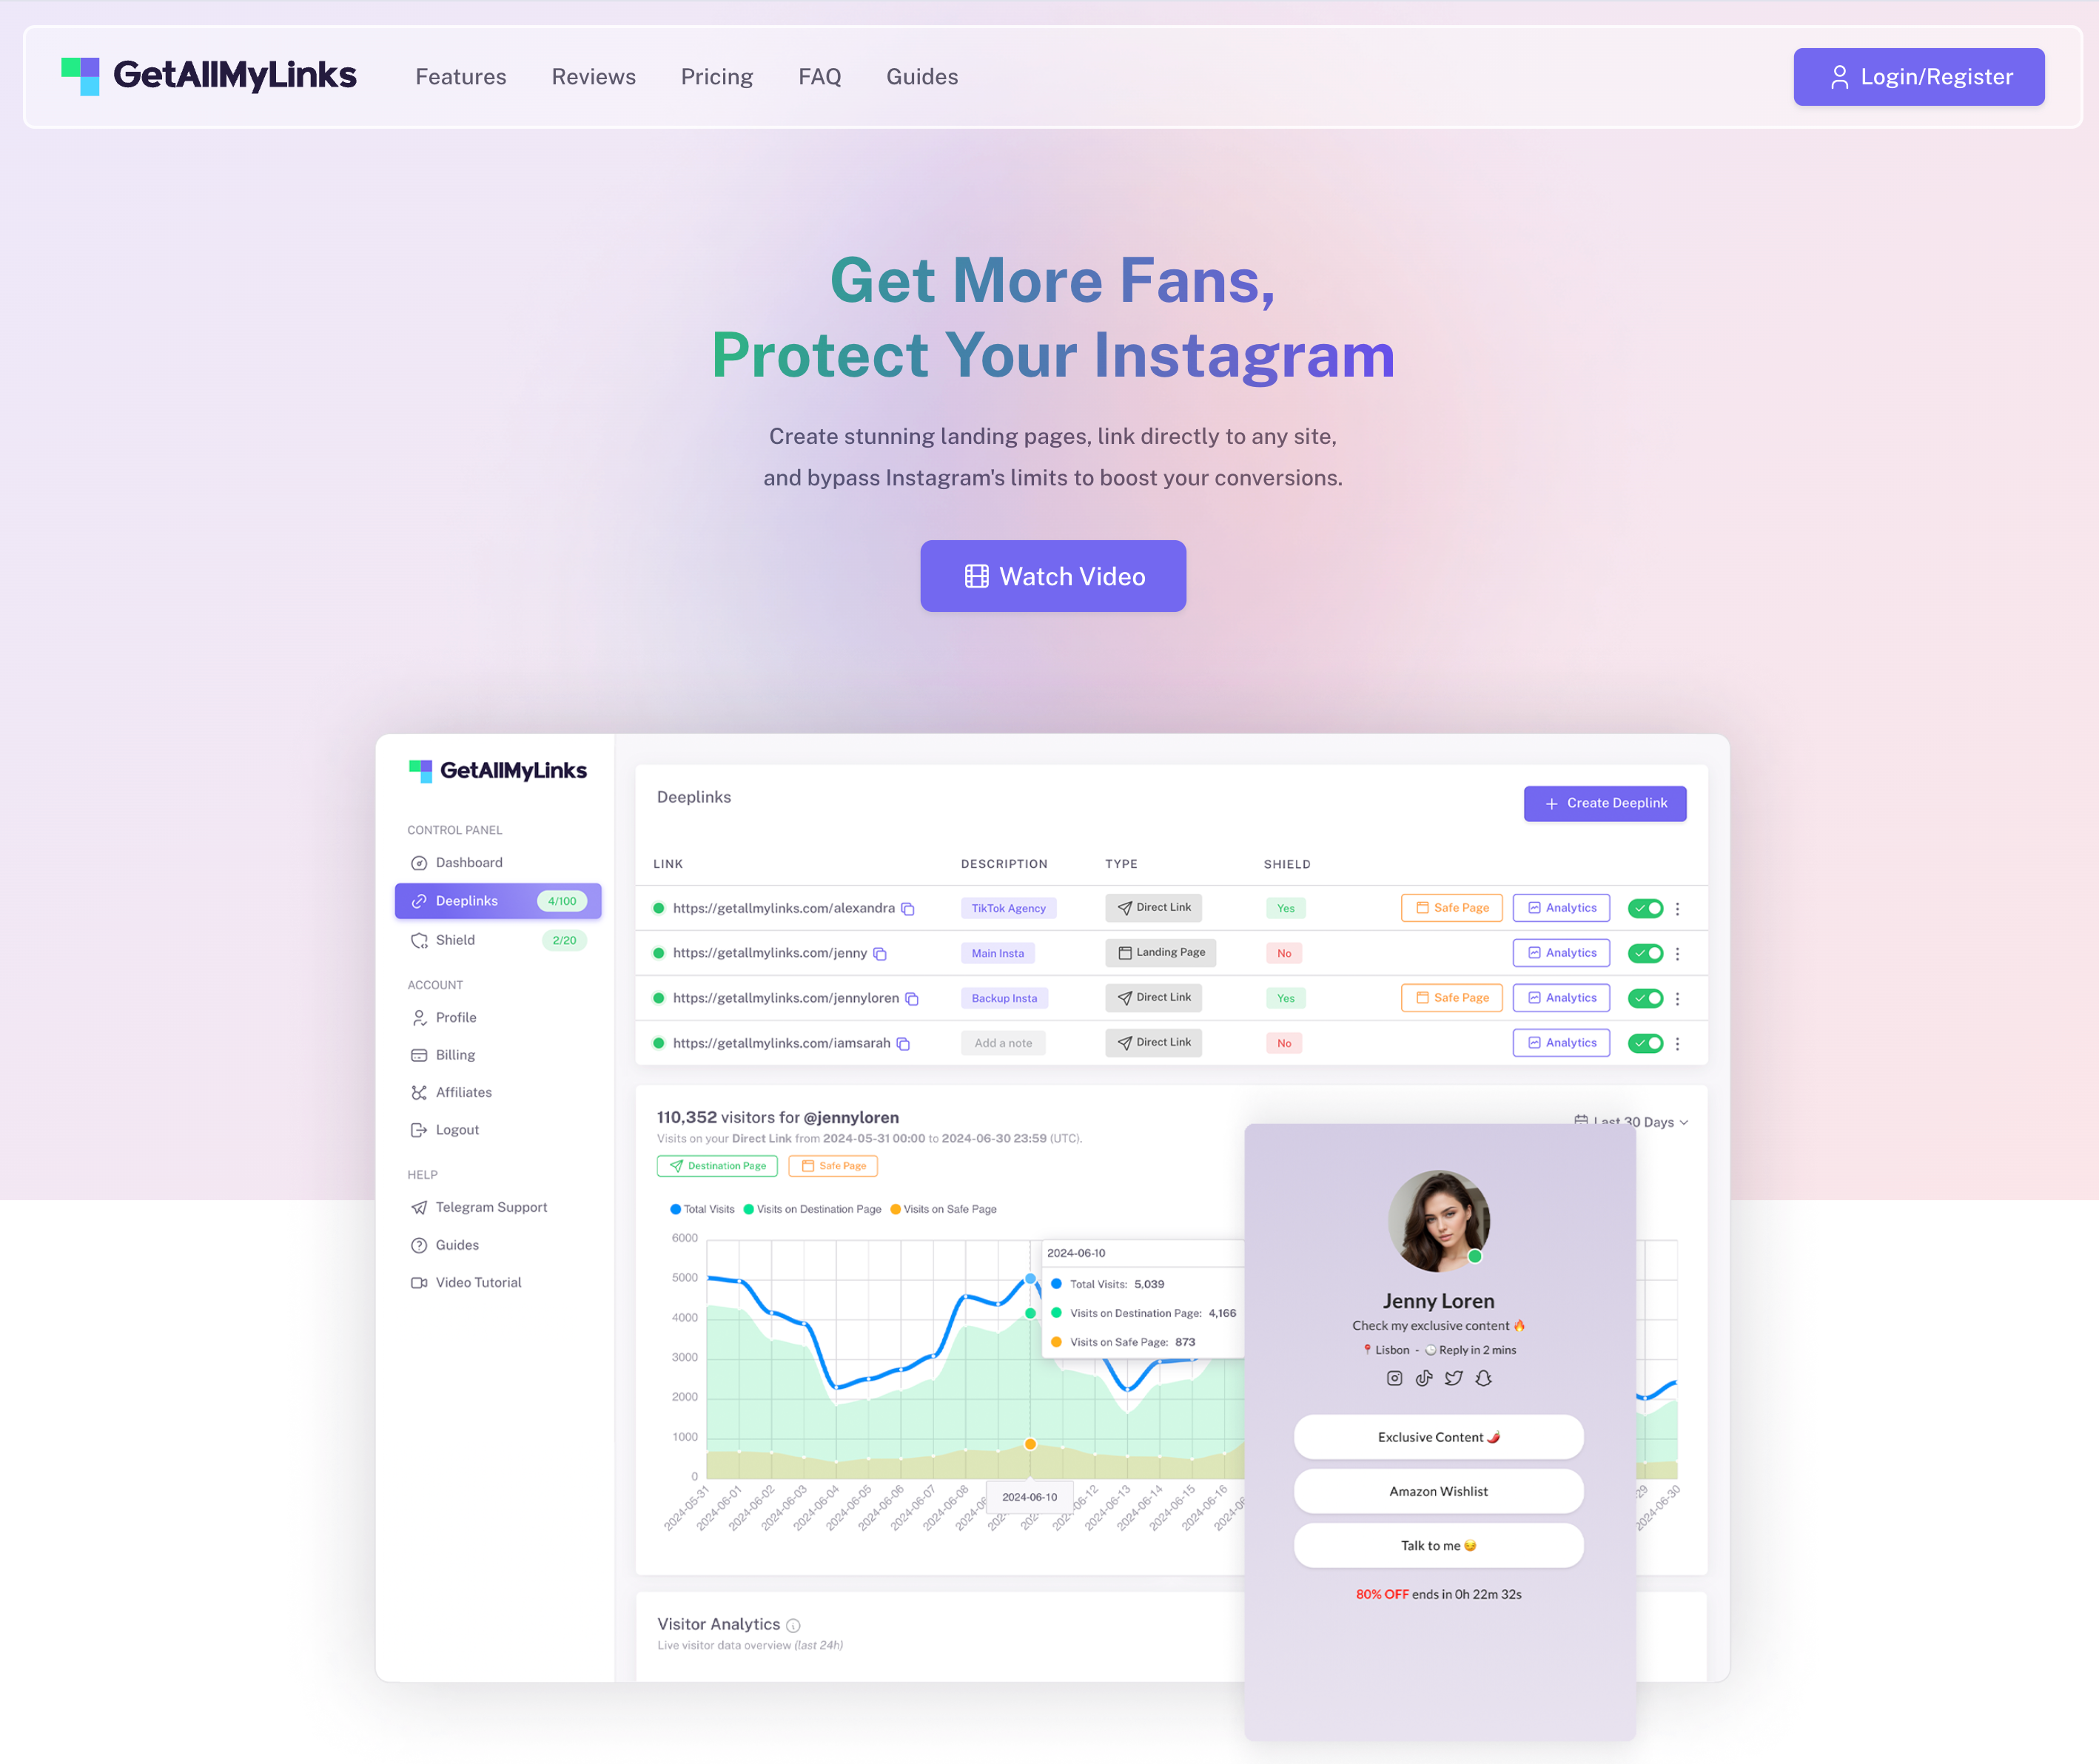 GetAllMyLinks
Features
Reviews
Pricing
FAQ
Guides
Login/Register
Get More Fans,
Protect Your Instagram
Create stunning landing pages, link directly to any site,
and bypass Instagram's limits to boost your conversions.
Watch Video
GetAllMyLinks
CONTROL PANEL
Dashboard
Deeplinks 4/100
Shield 2/20
ACCOUNT
Profile
Billing
Affiliates
Logout
HELP
Telegram Support
Guides
Video Tutorial
Deeplinks
Create Deeplink
LINK DESCRIPTION TYPE SHIELD
https://getallmylinks.com/alexandra TikTok Agency Direct Link Yes Safe Page Analytics
https://getallmylinks.com/jenny Main Insta Landing Page No Analytics
https://getallmylinks.com/jennyloren Backup Insta Direct Link Yes Safe Page Analytics
https://getallmylinks.com/iamsarah Add a note Direct Link No Analytics
110,352 visitors for @jennyloren
Last 30 Days
Visits on your Direct Link from 2024-05-31 00:00 to 2024-06-30 23:59 (UTC).
Destination Page Safe Page
Total Visits Visits on Destination Page Visits on Safe Page
6000
5000
4000
3000
2000
1000
0
2024-06-10
Total Visits: 5,039
Visits on Destination Page: 4,166
Visits on Safe Page: 873
2024-05-31
2024-06-01
2024-06-02
2024-06-03
2024-06-04
2024-06-05
2024-06-06
2024-06-07
2024-06-08
2024-06-10
2024-06-13
2024-06-14
2024-06-15
2024-06-16
2024-06-30
Jenny Loren
Check my exclusive content 🔥
📍 Lisbon - 🕒 Reply in 2 mins
Exclusive Content 🌶️
Amazon Wishlist
Talk to me 😏
80% OFF ends in 0h 22m 32s
Visitor Analytics
Live visitor data overview (last 24h)